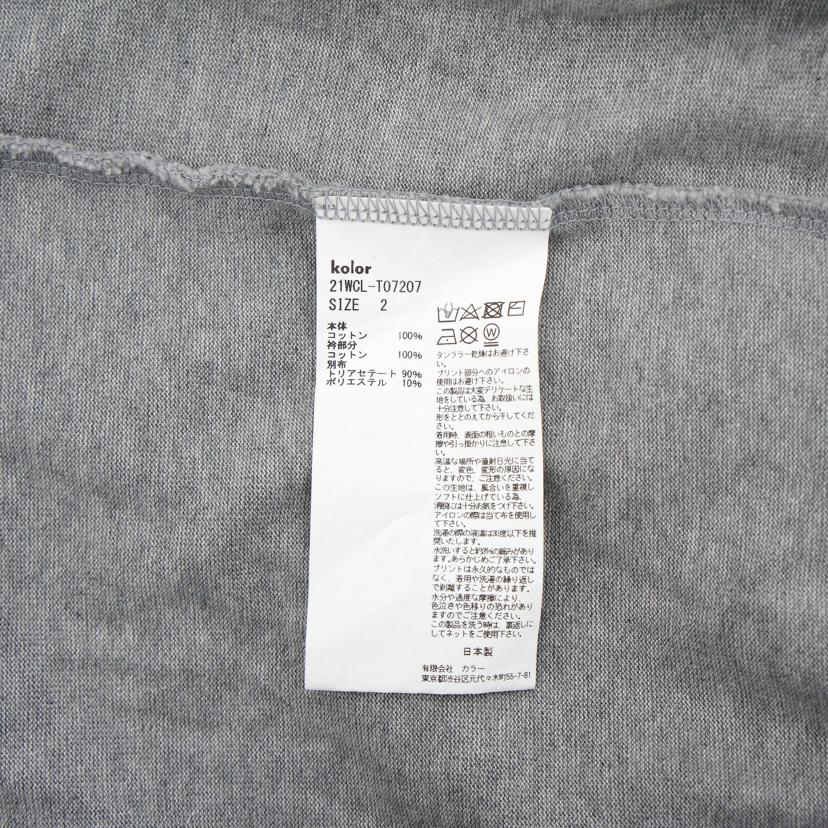 kolor
21WCL-T07207
SIZE 2
本体
コットン 100%
衿部分
コットン 100%
別布
トリアセテート 90%
ポリエステル 10%
W
タンブラー乾燥はお避け下さ
い。
プリント部分へのアイロンの
使用はお避け下さい。
この製品は大変デリケートな生
地をしている為、お取扱いには
十分注意して下さい。
形をととのえてから干してくださ
い。
着用時、表面の粗いものとの摩
擦や引っ掛かりに注意して下さ
い。
高温な場所や直射日光に当て
ると、変色、変形の原因にな
りますので、ご注意ください。
この生地は、風合いを重視し
ソフトに仕上げている為、
滑脱には十分お気をつけ下さい。
アイロンの際は当て布を使用し
て下さい。
洗濯の際の液温は30度以下を推
奨いたします。
水洗いすると約3%の縮みがあり
ます。あらかじめご了承下さい。
プリントは永久的なものでは
なく、着用や洗濯の繰り返し
で剥離することがあります。
水分や過度な摩擦により、
色泣きや色移りの恐れがあり
ますのでご注意ください。
この製品を洗う時は、裏返しに
してネットをご使用下さい。
日本製
有限会社 カラー
東京都渋谷区元代々木町55-7-B1